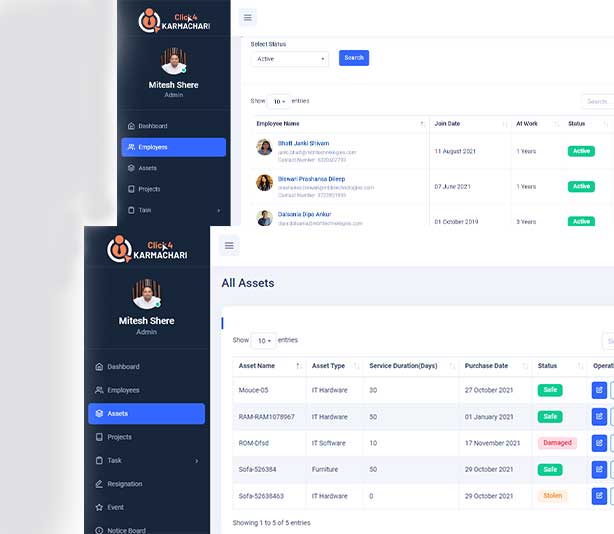 Click4
KARMACHARI
Mitesh Shere
Admin
Dashboard
Employees
Assets
Projects
Task
Select Status
Active
Search
Show 10 entries
Search...
Employee Name Join Date At Work Status
Bhatt Janki Shivam 11 August 2021 1 Years Active
Contact Number
Biswari Prashansa Dileep 07 June 2021 1 Years Active
Contact Number
Dalsania Dipa Ankur 01 October 2019 3 Years Active
Click4
KARMACHARI
Mitesh Shere
Admin
Dashboard
Employees
Assets
Projects
Task
Resignation
Event
Notice Board
All Assets
Show 10 entries
Asset Name Asset Type Service Duration(Days) Purchase Date Status
Mouce-05 IT Hardware 30 27 October 2021 Safe
RAM-RAM1078967 IT Hardware 50 01 January 2021 Safe
ROM-Dfsd IT Software 10 17 November 2021 Damaged
Sofa-526384 Furniture 50 29 October 2021 Safe
Sofa-52638463 IT Hardware 0 29 October 2021 Stolen
Showing 1 to 5 of 5 entries